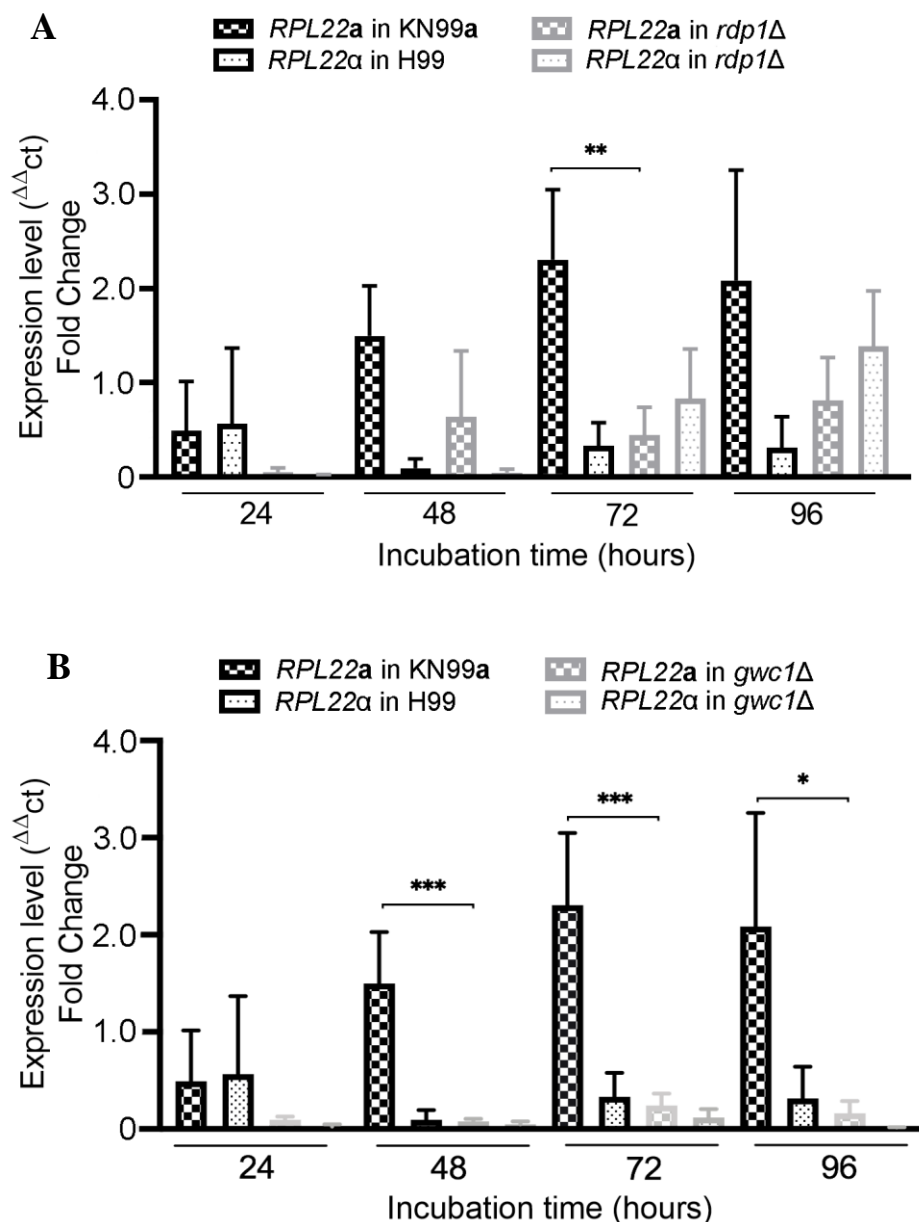 A
RPL22a in KN99a
RPL22a in rdp1Δ
RPL22α in H99
RPL22α in rdp1Δ
Expression level (ΔΔct)
Fold Change
4.0
3.0
2.0
1.0
0
**
24 48 72 96
Incubation time (hours)
B
RPL22a in KN99a
RPL22a in gwc1Δ
RPL22α in H99
RPL22α in gwc1Δ
Expression level (ΔΔct)
Fold Change
4.0
3.0
2.0
1.0
0
***
***
*
24 48 72 96
Incubation time (hours)